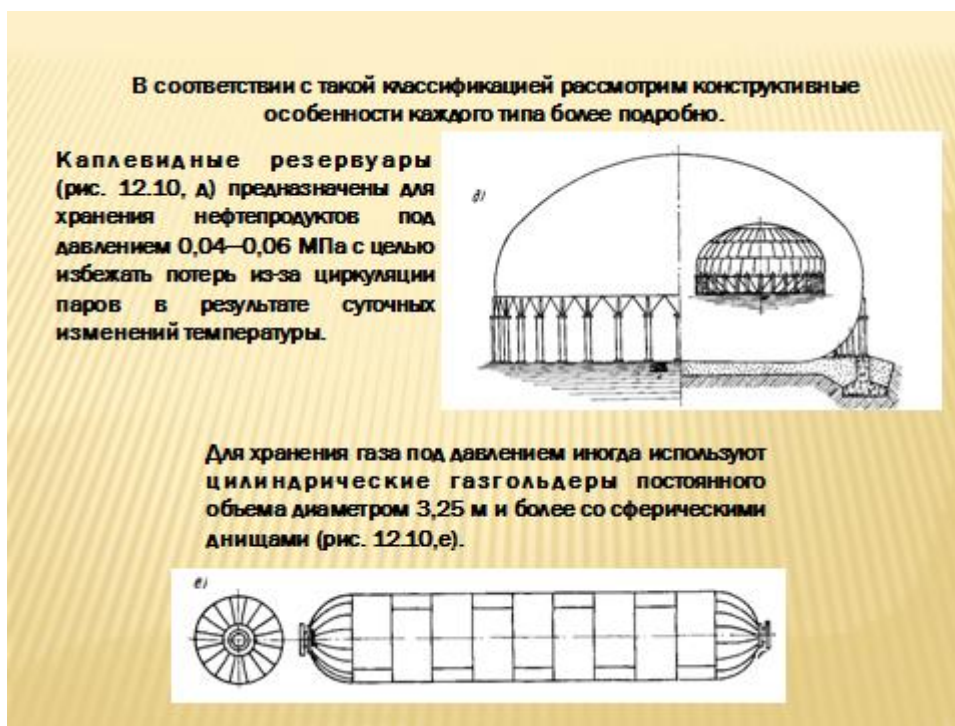 В соответствии с такой классификацией рассмотрим конструктивные
особенности каждого типа более подробно.
Каплевидные резервуары
(рис. 12.10, д) предназначены для
хранения нефтепродуктов под
давлением 0,04—0,06 МПа с целью
избежать потерь из-за циркуляции
паров в результате суточных
изменений температуры.
д)
Для хранения газа под давлением иногда используют
цилиндрические газгольдеры постоянного
объема диаметром 3,25 м и более со сферическими
днищами (рис. 12.10,е).
е)